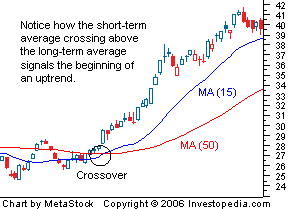 Notice how the short-term
average crossing above
the long-term average
signals the beginning of
an uptrend.
42
41
40
39
38
37
36
35
34
33
32
31
30
29
28
27
26
25
24
23
MA (15)
MA (50)
Crossover
Chart by MetaStock Copyright © 2006 Investopedia.com